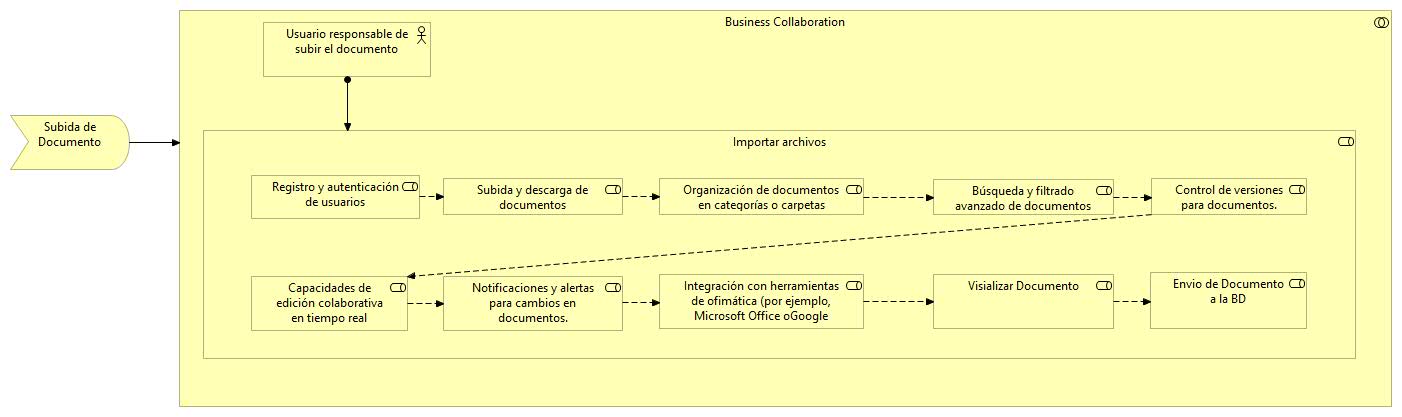 Business Collaboration
Usuario responsable de
subir el documento
Subida de
Documento
Importar archivos
Registro y autenticación
de usuarios
Subida y descarga de
documentos
Organización de documentos
en categorías o carpetas
Búsqueda y filtrado
avanzado de documentos
Control de versiones
para documentos.
Capacidades de
edición colaborativa
en tiempo real
Notificaciones y alertas
para cambios en
documentos.
Integración con herramientas
de ofimática (por ejemplo,
Microsoft Office oGoogle
Visializar Documento
Envio de Documento
a la BD